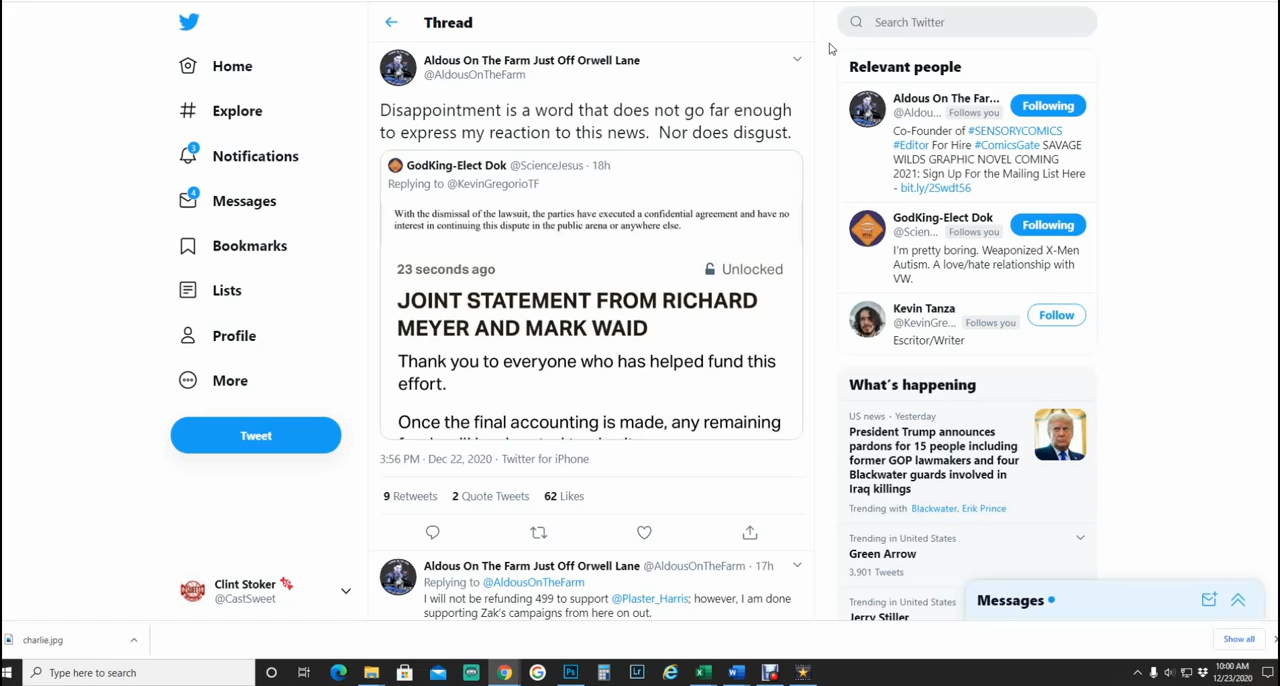 Thread
Search Twitter
Home
Explore
3
Notifications
4
Messages
Bookmarks
Lists
Profile
More
Tweet
Clint Stoker
@CastSweet
Aldous On The Farm Just Off Orwell Lane
@AldousOnTheFarm
Disappointment is a word that does not go far enough
to express my reaction to this news. Nor does disgust.
GodKing-Elect Dok @ScienceJesus · 18h
Replying to @KevinGregorioTF
With the dismissal of the lawsuit, the parties have executed a confidential agreement and have no
interest in continuing this dispute in the public arena or anywhere else.
23 seconds ago
Unlocked
JOINT STATEMENT FROM RICHARD
MEYER AND MARK WAID
Thank you to everyone who has helped fund this
effort.
Once the final accounting is made, any remaining
3:56 PM · Dec 22, 2020 · Twitter for iPhone
9 Retweets 2 Quote Tweets 62 Likes
Aldous On The Farm Just Off Orwell Lane @AldousOnTheFarm · 17h
Replying to @AldousOnTheFarm
I will not be refunding 499 to support @Plaster_Harris; however, I am done
supporting Zak's campaigns from here on out.
Relevant people
Aldous On The Far...
@Aldou... Follows you
Following
Co-Founder of #SENSORYCOMICS
#Editor For Hire #ComicsGate SAVAGE
WILDS GRAPHIC NOVEL COMING
2021: Sign Up For the Mailing List Here
- bit.ly/2Swdt56
GodKing-Elect Dok
@Scien... Follows you
Following
I'm pretty boring. Weaponized X-Men
Autism. A love/hate relationship with
VW.
Kevin Tanza
@KevinGre... Follows you
Follow
Escritor/Writer
What's happening
US news · Yesterday
President Trump announces
pardons for 15 people including
former GOP lawmakers and four
Blackwater guards involved in
Iraq killings
Trending with Blackwater, Erik Prince
Trending in United States
Green Arrow
3,901 Tweets
Trending in United States
Jerry Stiller
Messages
charlie.jpg
Show all
Type here to search
10:00 AM
12/23/2020